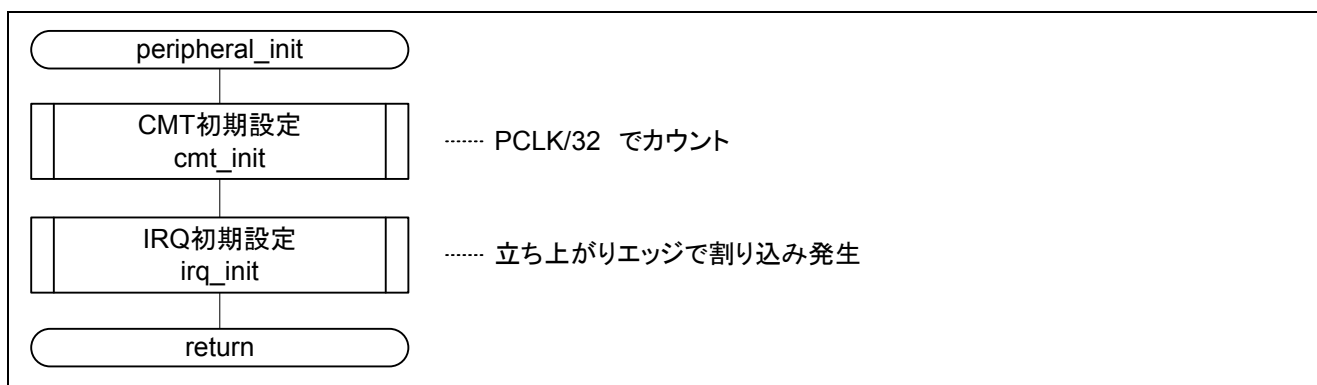 peripheral_init
CMT初期設定
cmt_init
PCLK/32 でカウント
IRQ初期設定
irq_init
立ち上がりエッジで割り込み発生
return